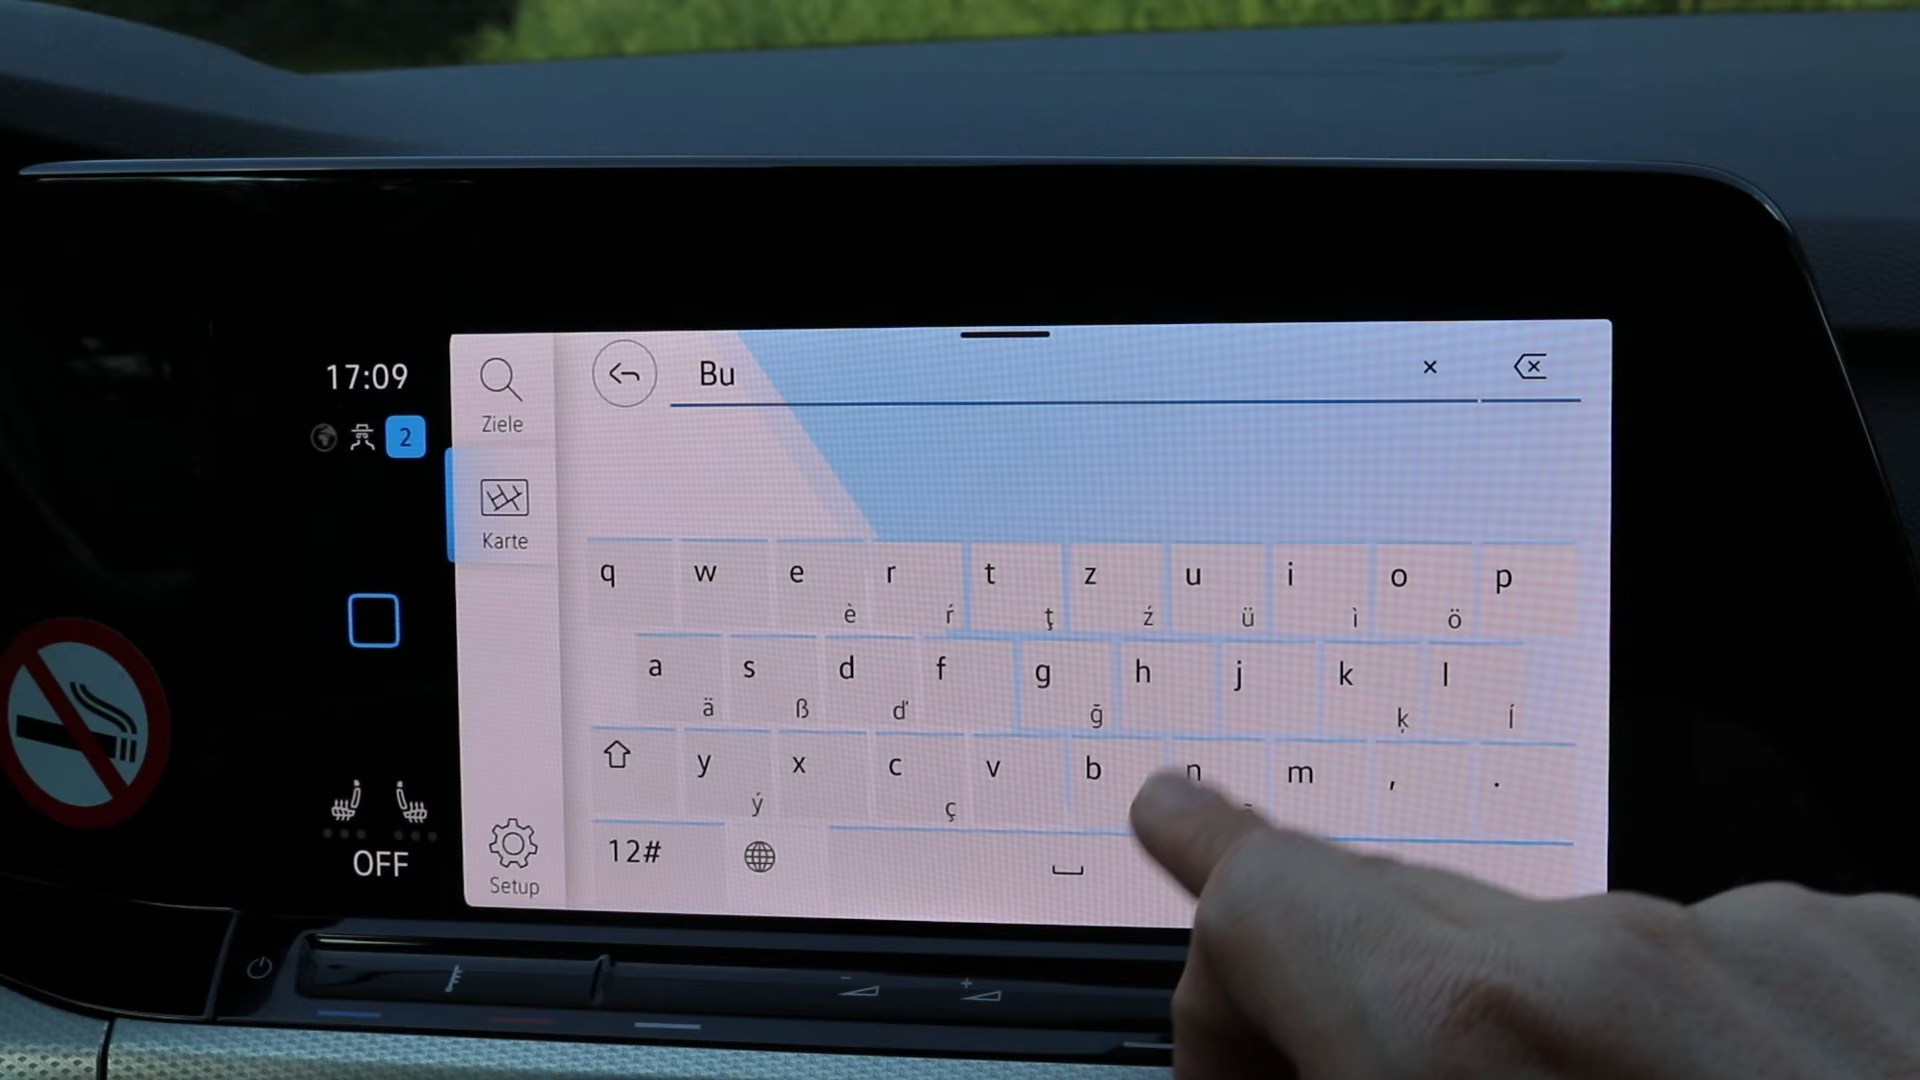 17:09
2
OFF
Ziele
Karte
Setup
Bu
q w e r t z u i o p
è ŕ ţ ź ü ì ö
a s d f g h j k l
ä ß ď ğ ķ ĺ
y x c v b n m , .
ý ç
12#
- +